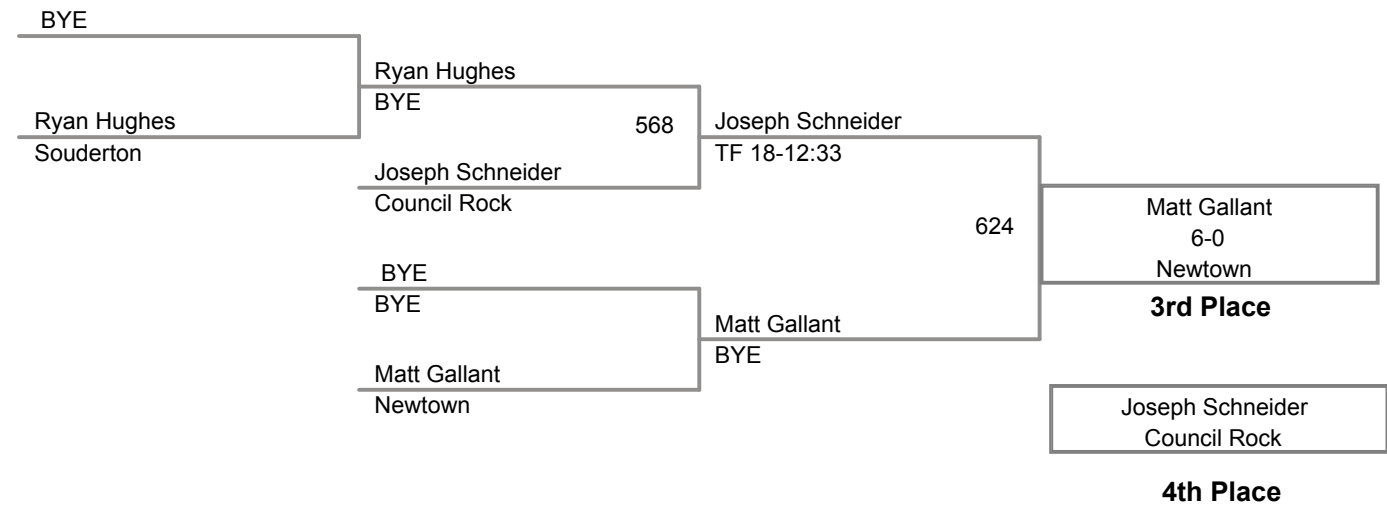 BYE
Ryan Hughes
Souderton
Ryan Hughes
BYE
568
Joseph Schneider
Council Rock
BYE
BYE
Matt Gallant
Newtown
Joseph Schneider
TF 18-12:33
624
Matt Gallant
BYE
Matt Gallant
6-0
Newtown
3rd Place
Joseph Schneider
Council Rock
4th Place